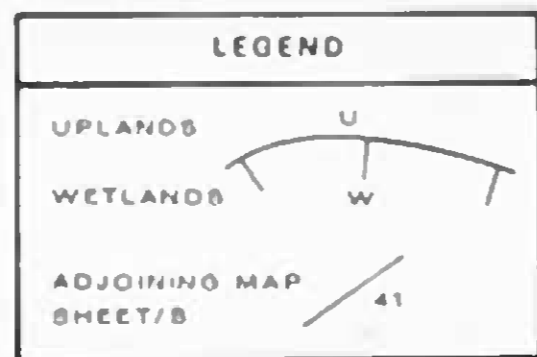 LEGEND
UPLANDS U
WETLANDS W
ADJOINING MAP
SHEET/S 41